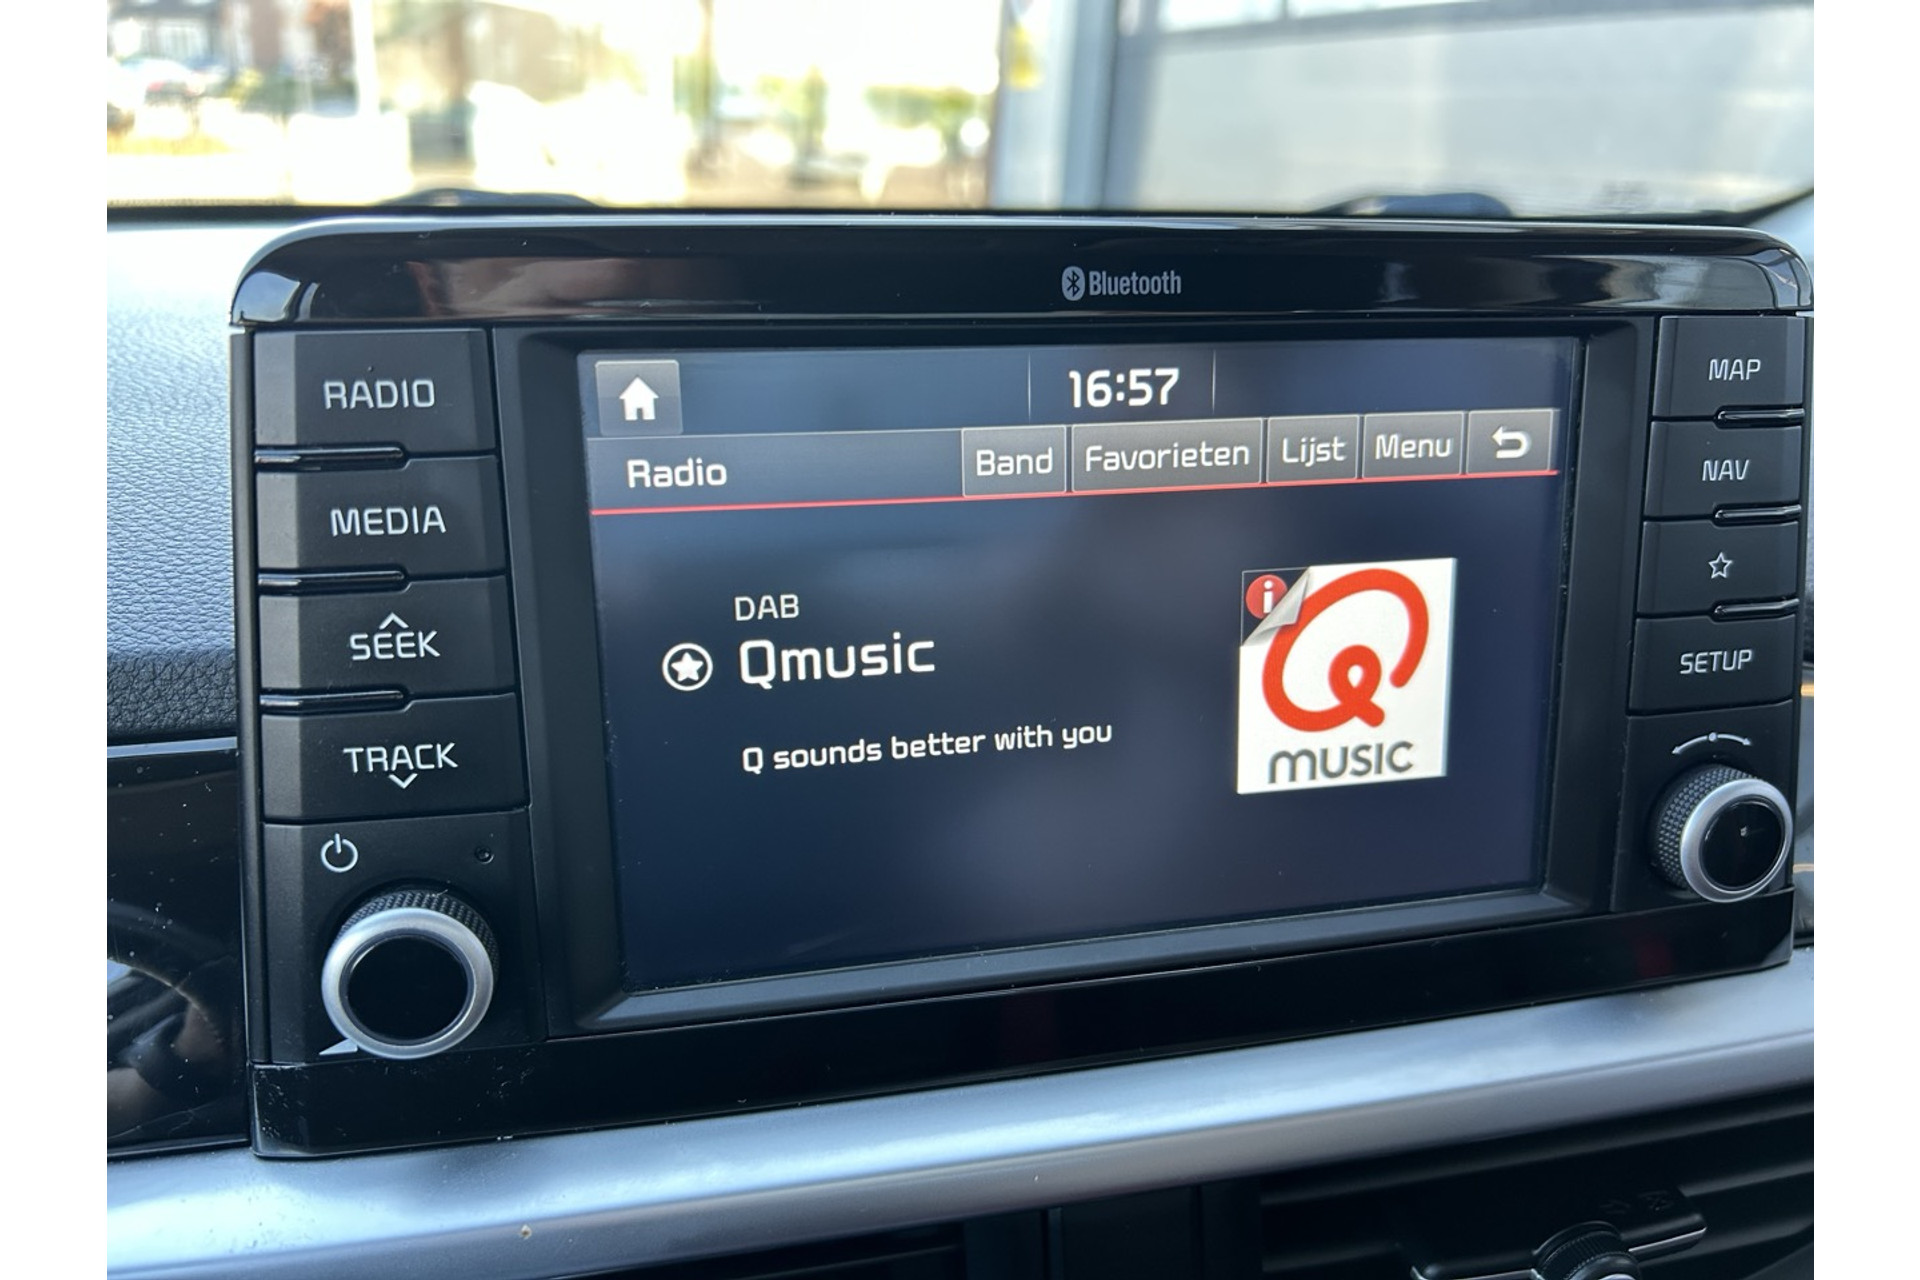 Bluetooth
RADIO
MEDIA
SEEK
TRACK
16:57
Radio
Band
Favorieten
Lijst
Menu
DAB
Qmusic
Q sounds better with you
i
Q
music
MAP
NAV
SETUP